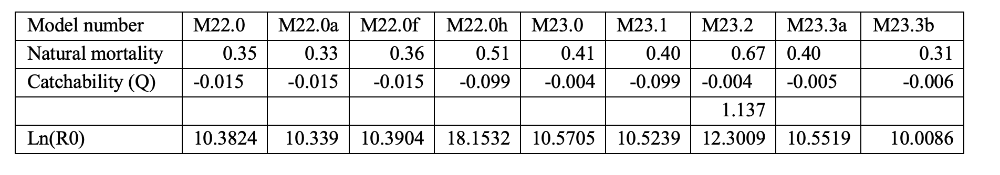 Model number M22.0 M22.0a M22.0f M22.0h M23.0 M23.1 M23.2 M23.3a M23.3b
Natural mortality 0.35 0.33 0.36 0.51 0.41 0.40 0.67 0.40 0.31
Catchability (Q) -0.015 -0.015 -0.015 -0.099 -0.004 -0.099 -0.004 -0.005 -0.006
1.137
Ln(R0) 10.3824 10.339 10.3904 18.1532 10.5705 10.5239 12.3009 10.5519 10.0086